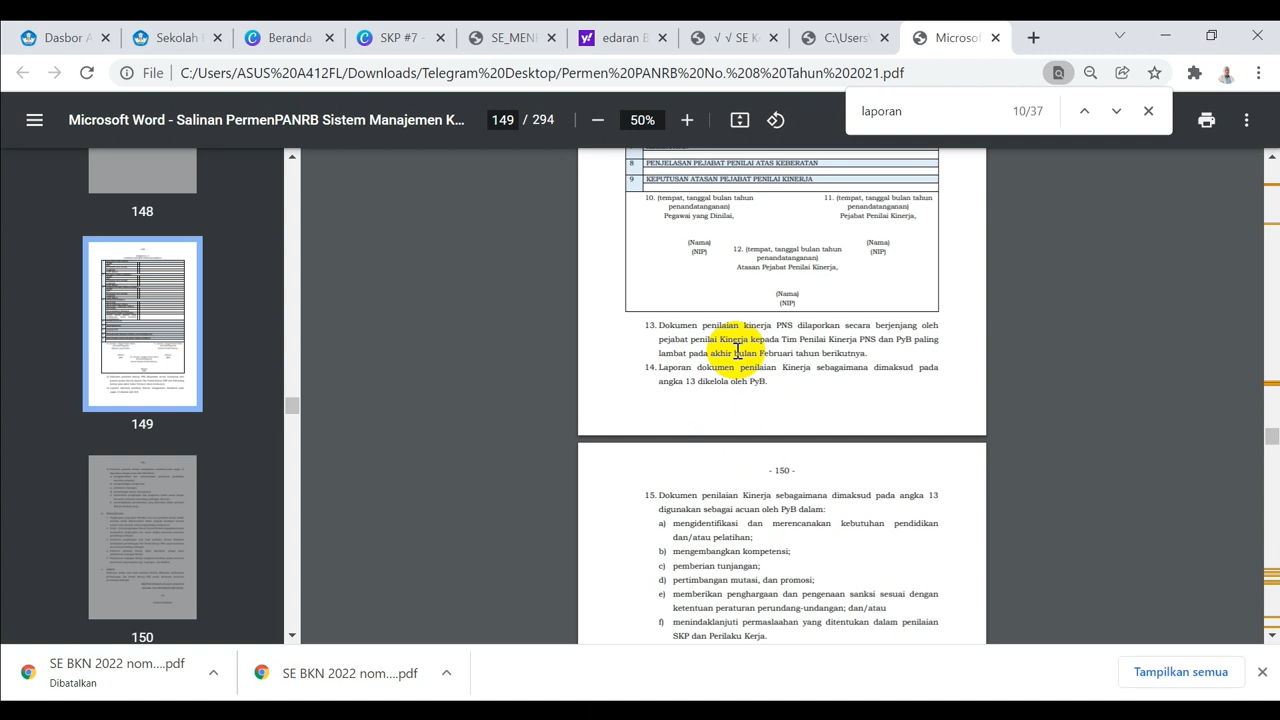 Dasbor A
Sekolah
Beranda
SKP #7 -
SE_MENI
edaran B
√ √ SE K
C:\Users\
Microsof
File
C:/Users/ASUS%20A412FL/Downloads/Telegram%20Desktop/Permen%20PANRB%20No.%208%20Tahun%202021.pdf
laporan 10/37
Microsoft Word - Salinan PermenPANRB Sistem Manajemen K...
149 / 294
50%
148
149
150
8 PENJELASAN PEJABAT PENILAI ATAS KEBERATAN
9 KEPUTUSAN ATASAN PEJABAT PENILAI KINERJA
10. (tempat, tanggal bulan tahun
penandatanganan)
Pegawai yang Dinilai,
(Nama)
(NIP)
11. (tempat, tanggal bulan tahun
penandatanganan)
Pejabat Penilai Kinerja,
(Nama)
(NIP)
12. (tempat, tanggal bulan tahun
penandatanganan)
Atasan Pejabat Penilai Kinerja,
(Nama)
(NIP)
13. Dokumen penilaian kinerja PNS dilaporkan secara berjenjang oleh
pejabat penilai Kinerja kepada Tim Penilai Kinerja PNS dan PyB paling
lambat pada akhir bulan Februari tahun berikutnya.
14. Laporan dokumen penilaian Kinerja sebagaimana dimaksud pada
angka 13 dikelola oleh PyB.
- 150 -
15. Dokumen penilaian Kinerja sebagaimana dimaksud pada angka 13
digunakan sebagai acuan oleh PyB dalam:
a) mengidentifikasi dan merencanakan kebutuhan pendidikan
dan/atau pelatihan;
b) mengembangkan kompetensi;
c) pemberian tunjangan;
d) pertimbangan mutasi, dan promosi;
e) memberikan penghargaan dan pengenaan sanksi sesuai dengan
ketentuan peraturan perundang-undangan; dan/atau
f) menindaklanjuti permaslaahan yang ditentukan dalam penilaian
SKP dan Perilaku Kerja.
SE BKN 2022 nom....pdf
Dibatalkan
SE BKN 2022 nom....pdf
Tampilkan semua